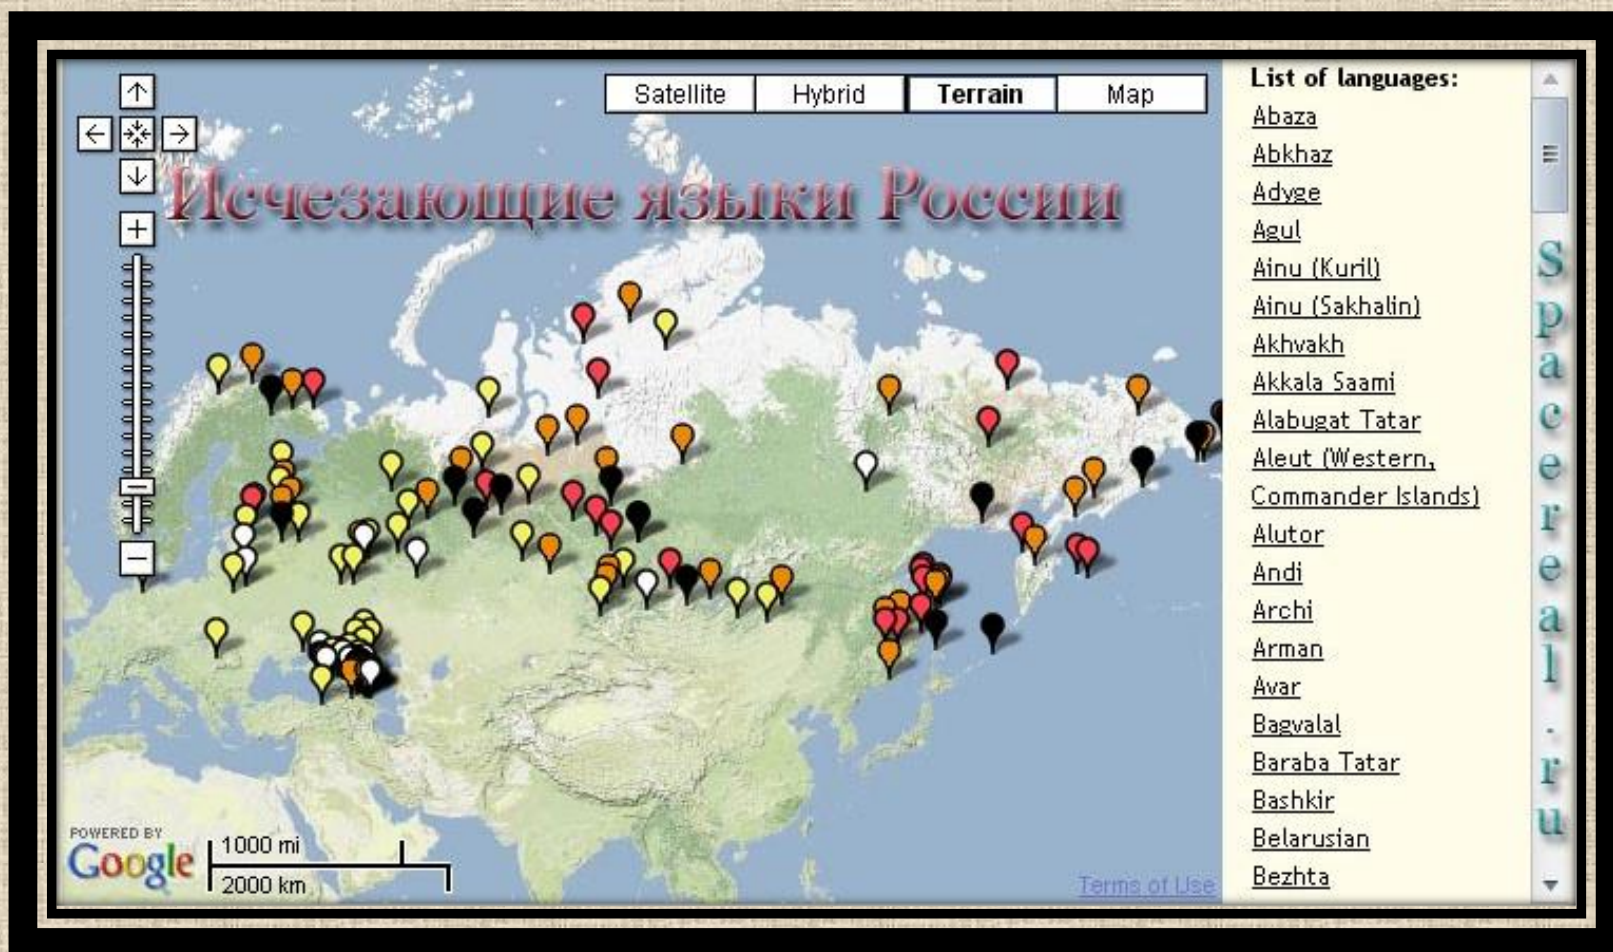 Satellite
Hybrid
Terrain
Map
Исчезающие языки России
POWERED BY
Google
1000 mi
2000 km
Terms of Use
List of languages:
Abaza
Abkhaz
Adyge
Agul
Ainu (Kuril)
Ainu (Sakhalin)
Akhvakh
Akkala Saami
Alabugat Tatar
Aleut (Western,
Commander Islands)
Alutor
Andi
Archi
Arman
Avar
Bagvalal
Baraba Tatar
Bashkir
Belarusian
Bezhta
Spacereal.ru